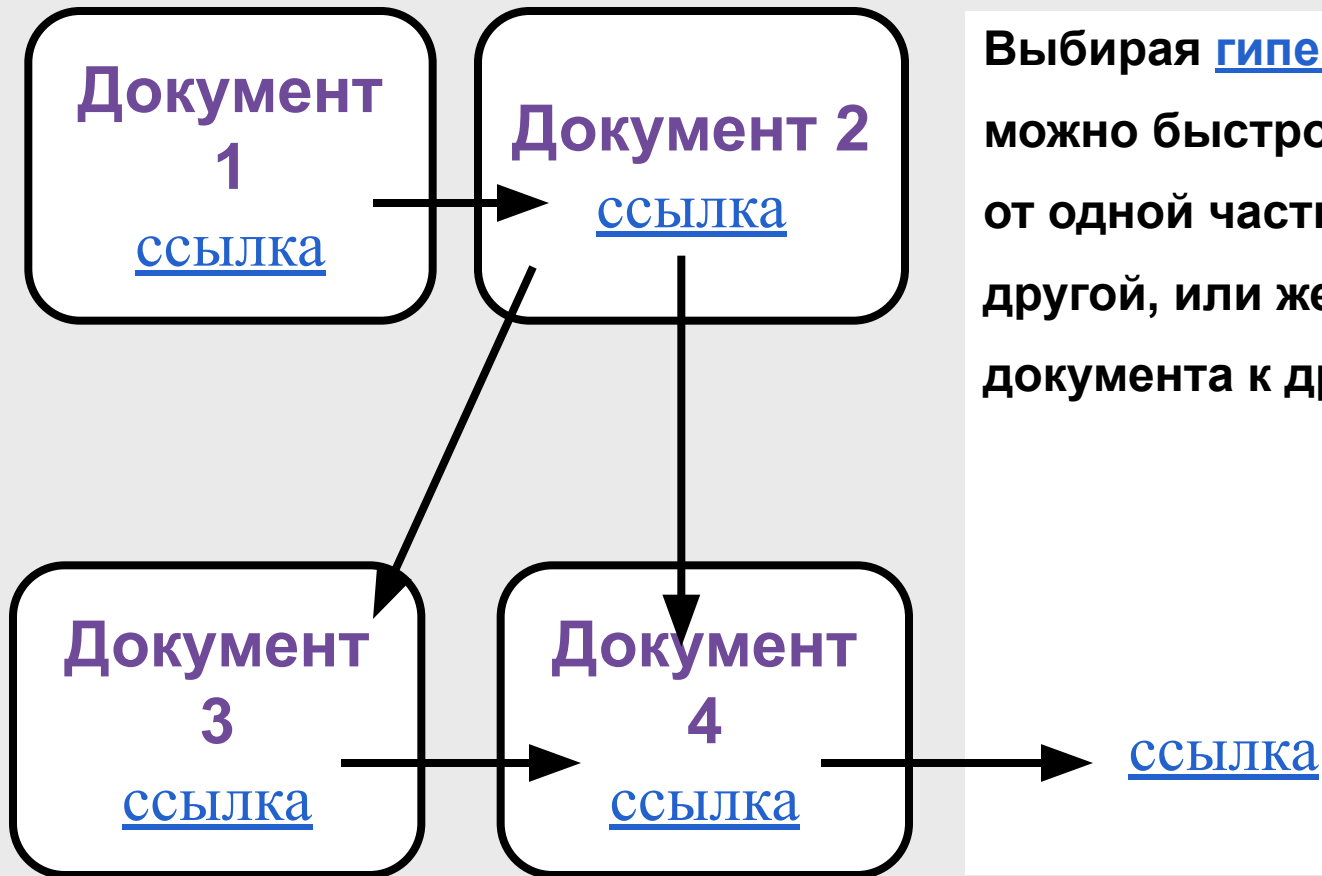 Документ
1
ссылка
Документ 2
ссылка
Выбирая гипе
можно быстро
от одной част
другой, или же
документа к д
Документ
3
ссылка
Документ
4
ссылка
ссылка